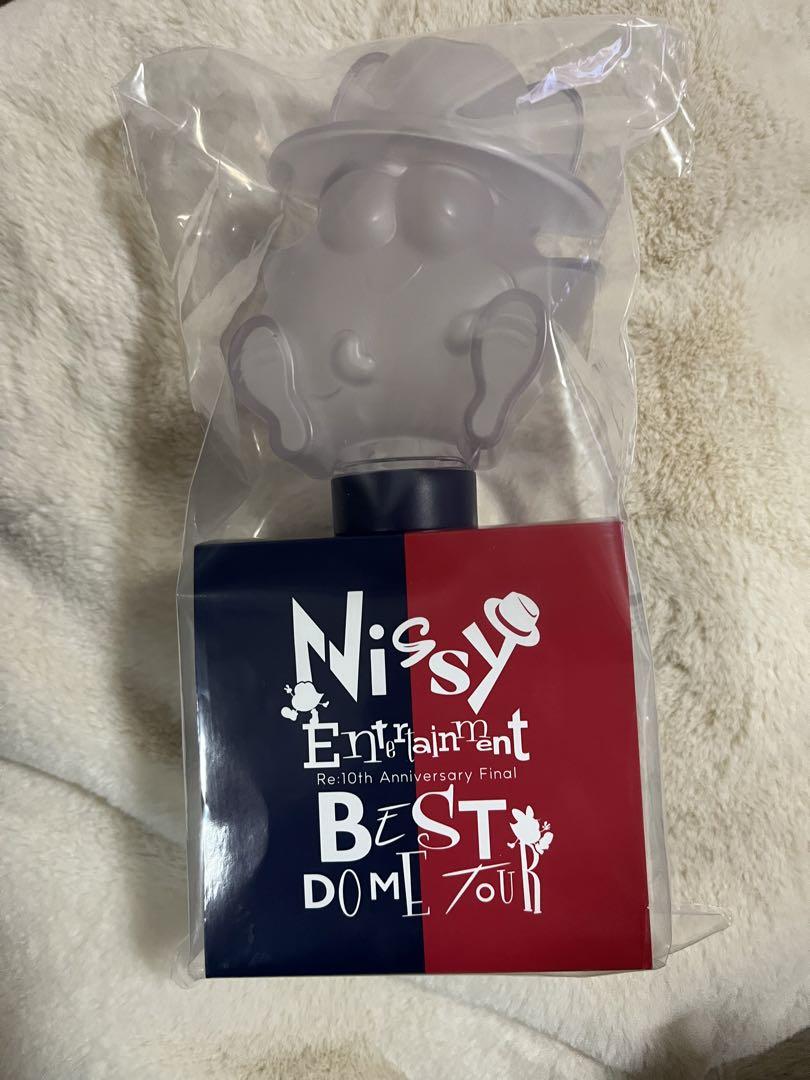 Nissy
Entertainment
Re:10th Anniversary Final
BEST
DOME TOUR